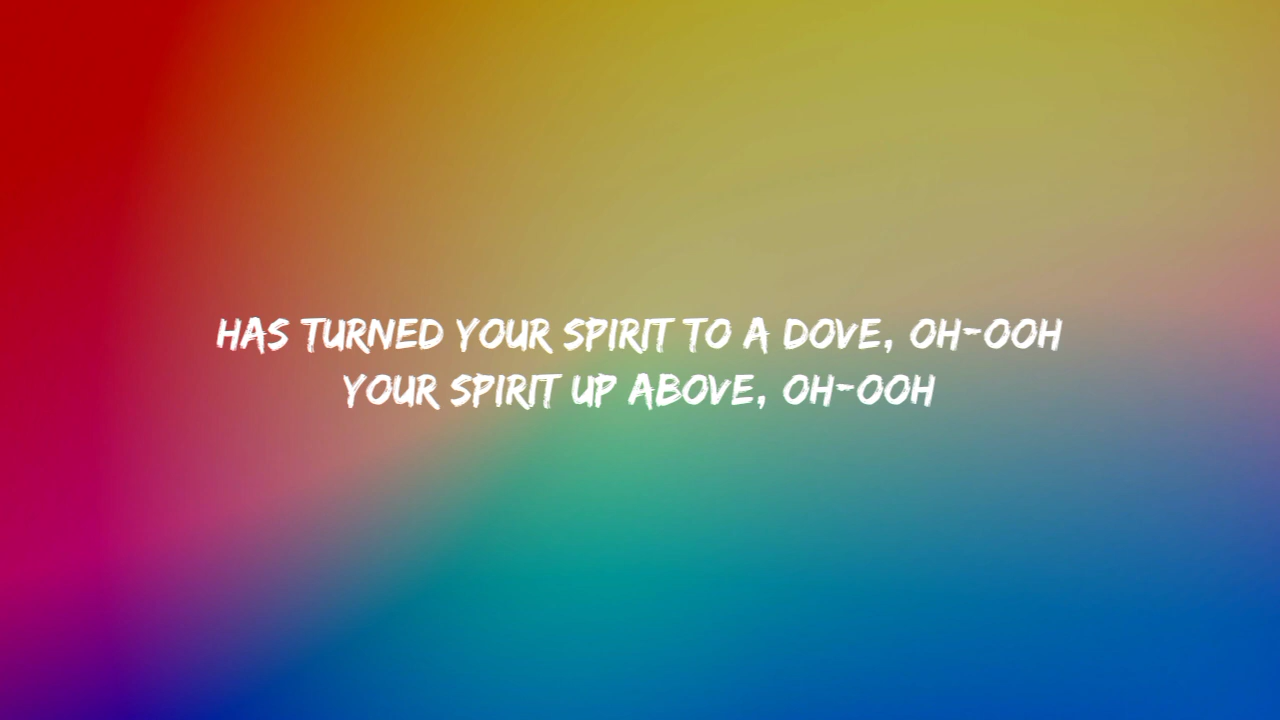 HAS TURNED YOUR SPIRIT TO A DOVE, OH-OOH
YOUR SPIRIT UP ABOVE, OH-OOH